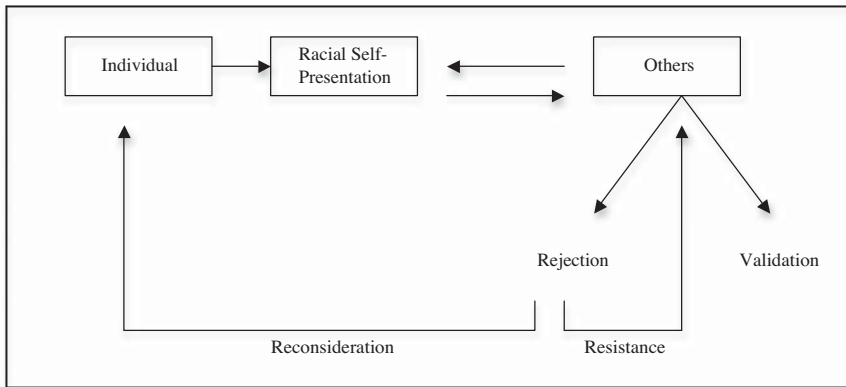 Individual
Racial Self-
Presentation
Others
Rejection
Validation
Reconsideration
Resistance